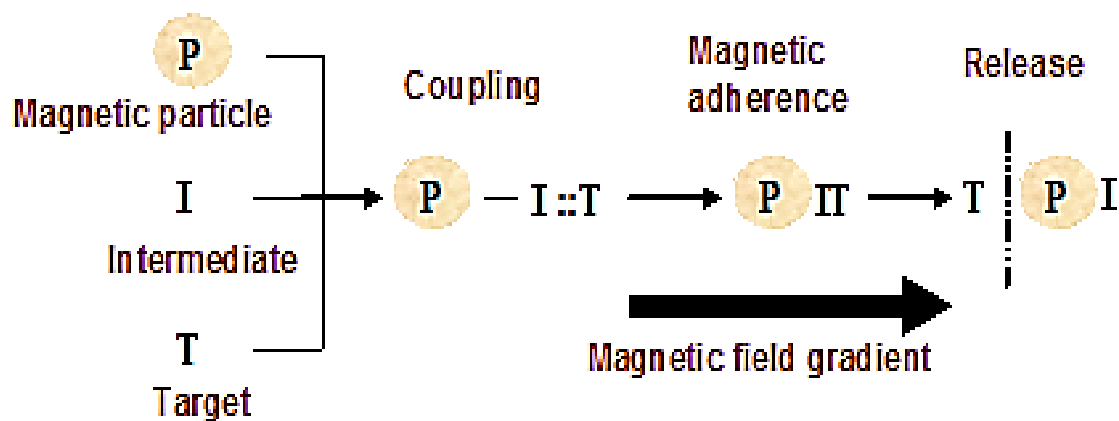 P
Magnetic particle
I
Intermediate
T
Target
Coupling
P — I ::T
Magnetic
adherence
P IT
Release
T P I
Magnetic field gradient